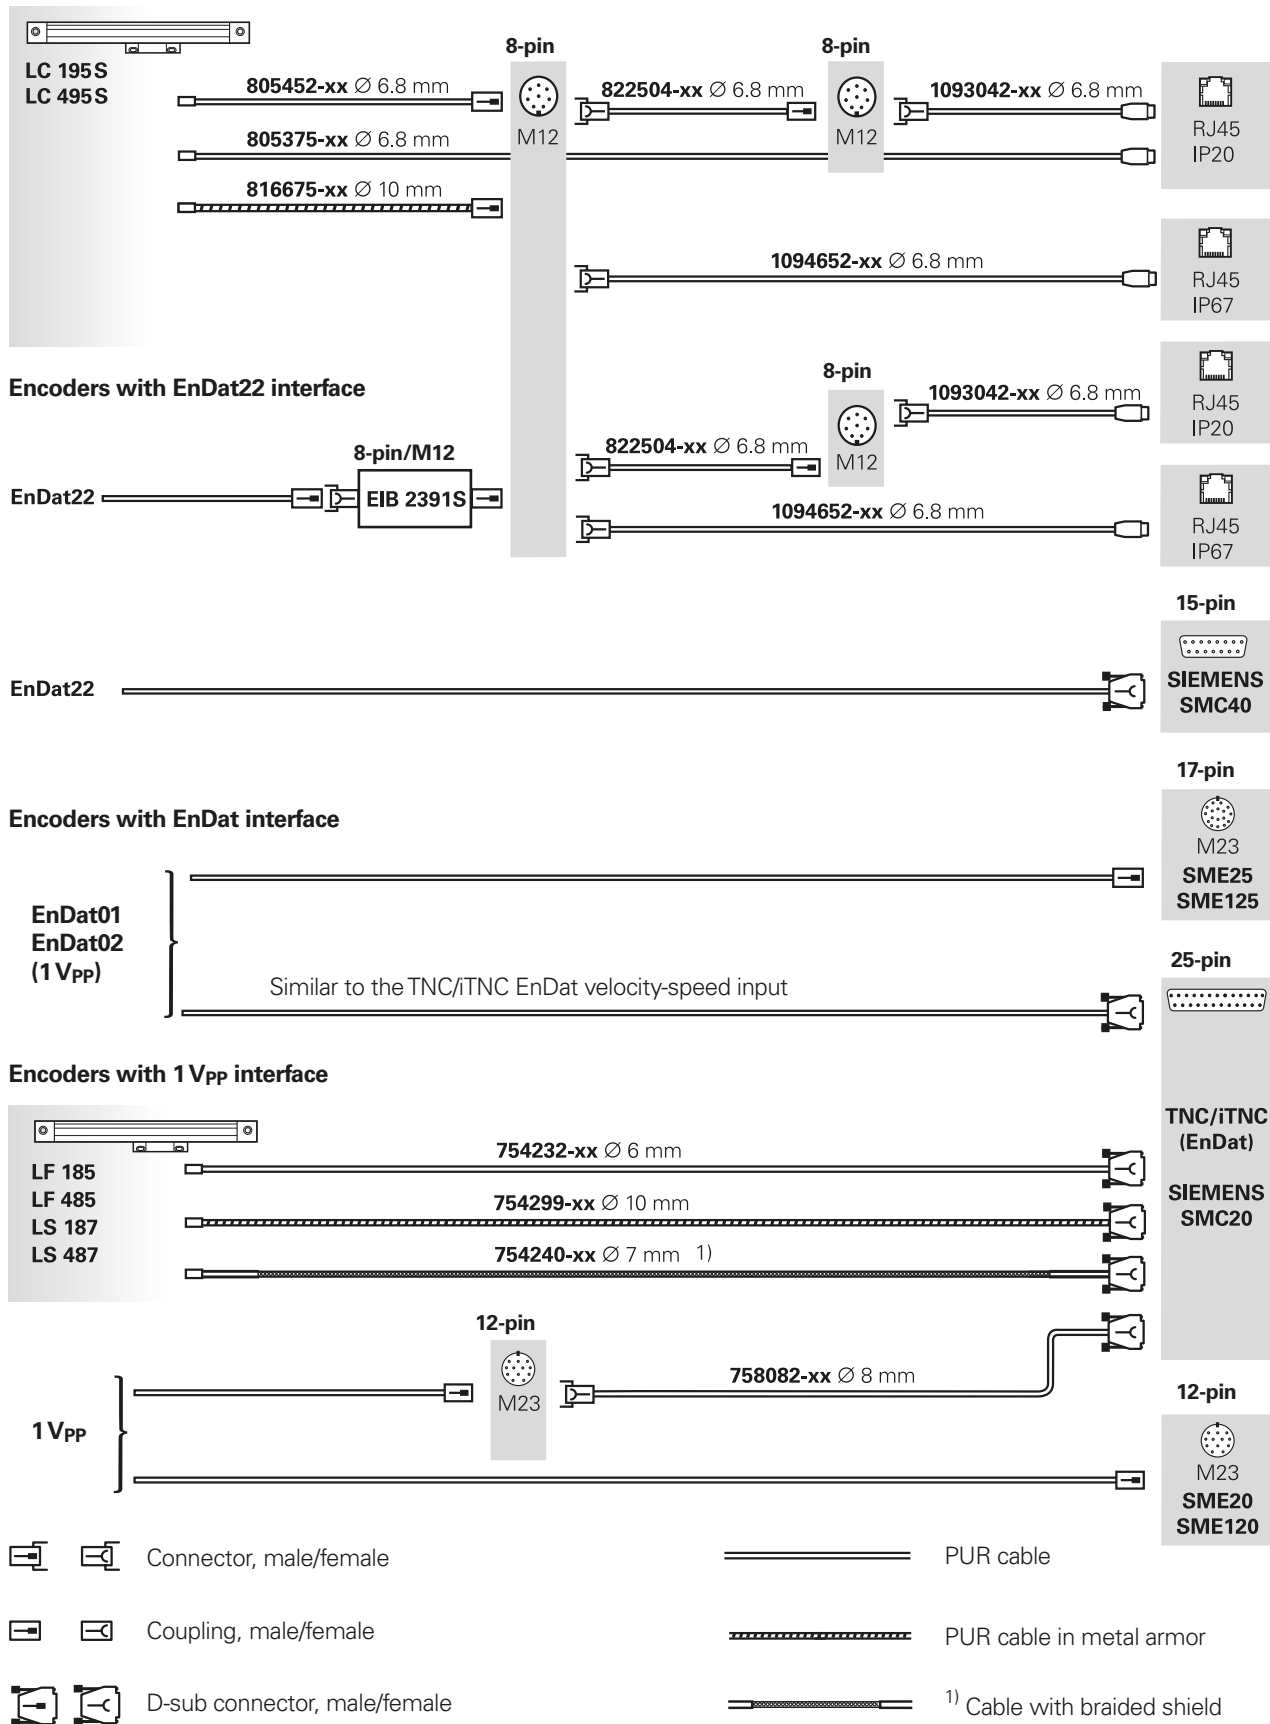 LC 195 S
LC 495 S
8-pin
8-pin
805452-xx Ø 6.8 mm
M12
822504-xx Ø 6.8 mm
M12
1093042-xx Ø 6.8 mm
RJ45
IP20
805375-xx Ø 6.8 mm
816675-xx Ø 10 mm
1094652-xx Ø 6.8 mm
RJ45
IP67
Encoders with EnDat22 interface
8-pin
1093042-xx Ø 6.8 mm
RJ45
IP20
822504-xx Ø 6.8 mm
M12
8-pin/M12
EnDat22
EIB 2391S
1094652-xx Ø 6.8 mm
RJ45
IP67
15-pin
EnDat22
SIEMENS
SMC40
17-pin
Encoders with EnDat interface
M23
SME25
SME125
EnDat01
EnDat02
(1 VPP)
25-pin
Similar to the TNC/iTNC EnDat velocity-speed input
Encoders with 1 VPP interface
TNC/iTNC
(EnDat)
SIEMENS
SMC20
LF 185
LF 485
LS 187
LS 487
754232-xx Ø 6 mm
754299-xx Ø 10 mm
754240-xx Ø 7 mm 1)
12-pin
M23
758082-xx Ø 8 mm
1 VPP
12-pin
M23
SME20
SME120
Connector, male/female
PUR cable
Coupling, male/female
PUR cable in metal armor
D-sub connector, male/female
1) Cable with braided shield